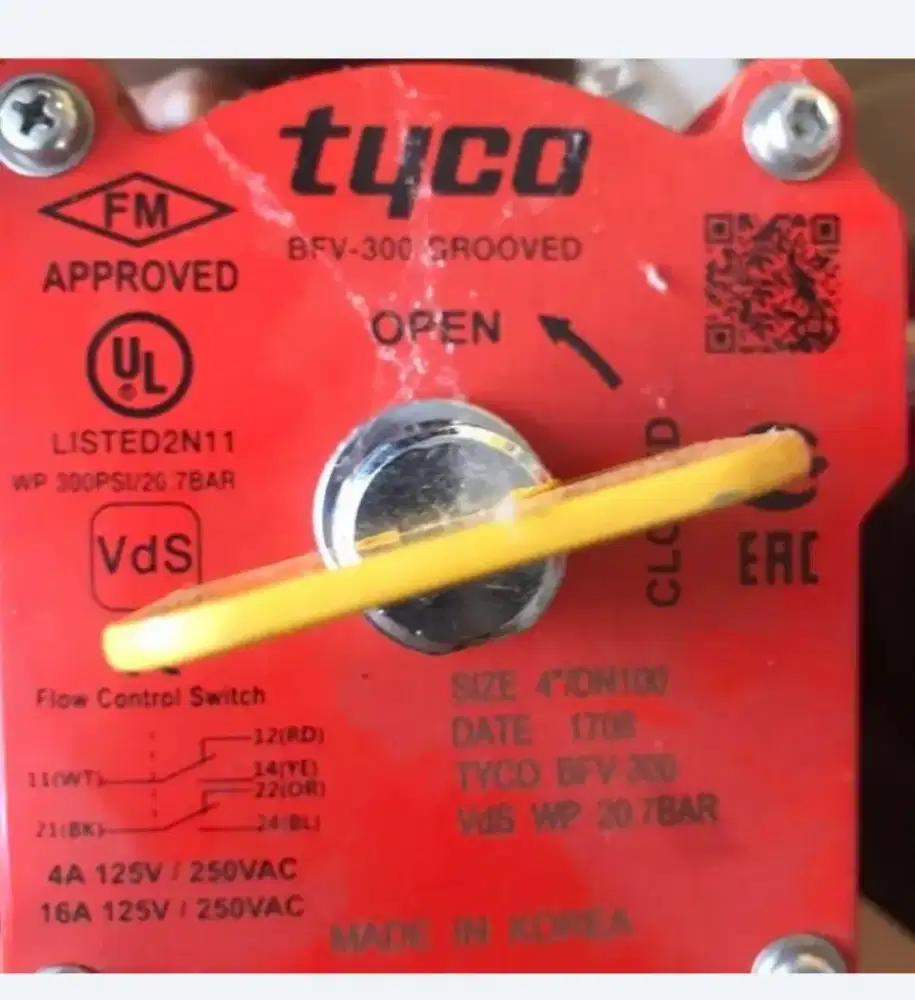 tyco
BFV-300 GROOVED
FM
APPROVED
OPEN
UL
LISTED2N11
WP 300PSI/20.7BAR
VdS
EAC
Flow Control Switch
12(RD)
11(WT)
14(YE)
22(OR)
21(BK)
24(BL)
4A 125V / 250VAC
16A 125V / 250VAC
SIZE 4"/DN100
DATE 1708
TYCO BFV-300
VdS WP 20.7BAR
MADE IN KOREA